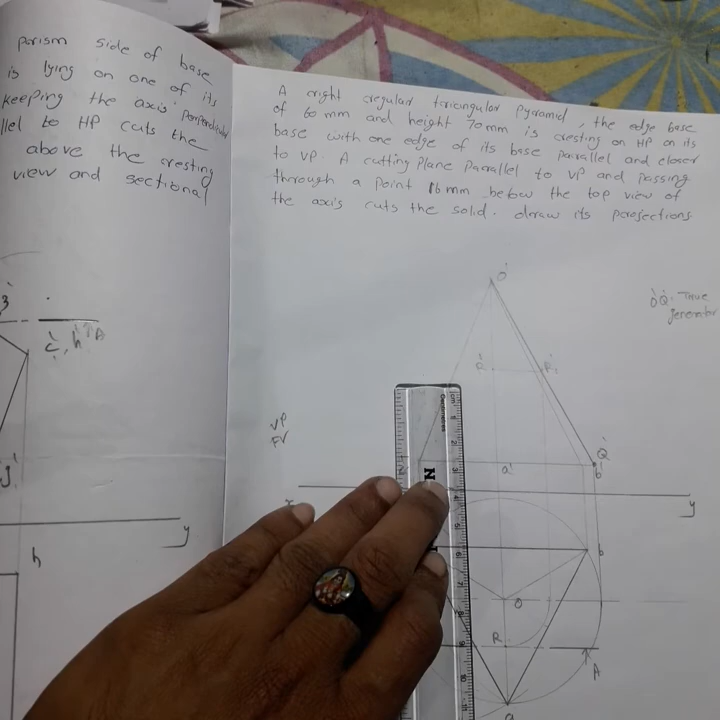 parism side of base
is lying on one of its
keeping the axis perpendicular
llel to HP cuts the
above the cresting
view and sectional
A right regular triangular pyramid, the edge base
of 60 mm and height 70 mm is cresting on HP on its
base with one edge of its base parallel and closer
to VP. A cutting plane parallel to VP and passing
through a point 16 mm below the top view of
the axis cuts the solid. draw its porojections
O'
O'Q' : True
generator
VP
FV
Q'
a'
b'
y
b
O
R
A
y
h
N